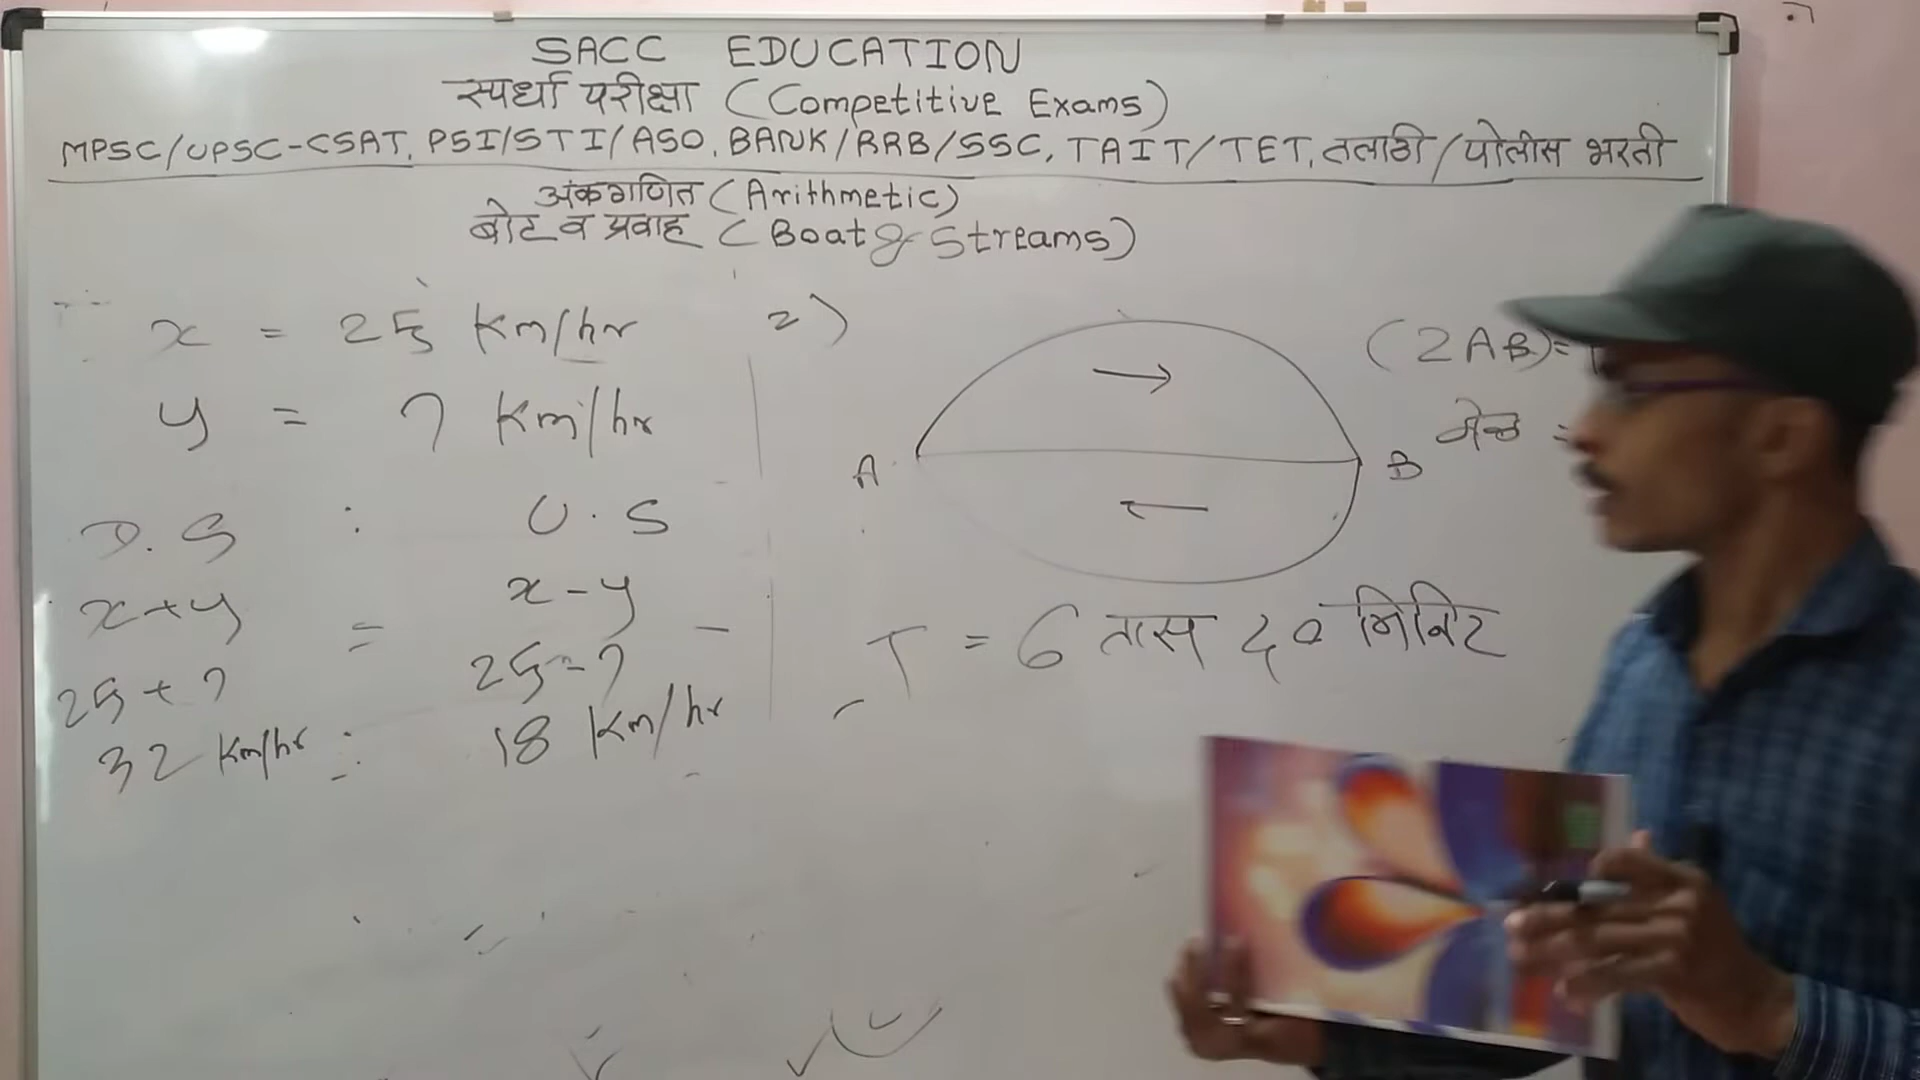 SACC EDUCATION
स्पर्धा परीक्षा (Competitive Exams)
MPSC/UPSC-CSAT, PSI/STI/ASO, BANK/RRB/SSC, TAIT/TET, तलाठी/पोलीस भरती
अंकगणित (Arithmetic)
बोट व प्रवाह (Boat & Streams)
x = 25 Km/hr
y = 7 Km/hr
D.S : U.S
x+y = x-y
25+7 25-7
32 Km/hr : 18 Km/hr
2)
A B
(2AB)=
वेळ =
T = 6 तास 40 मिनिट